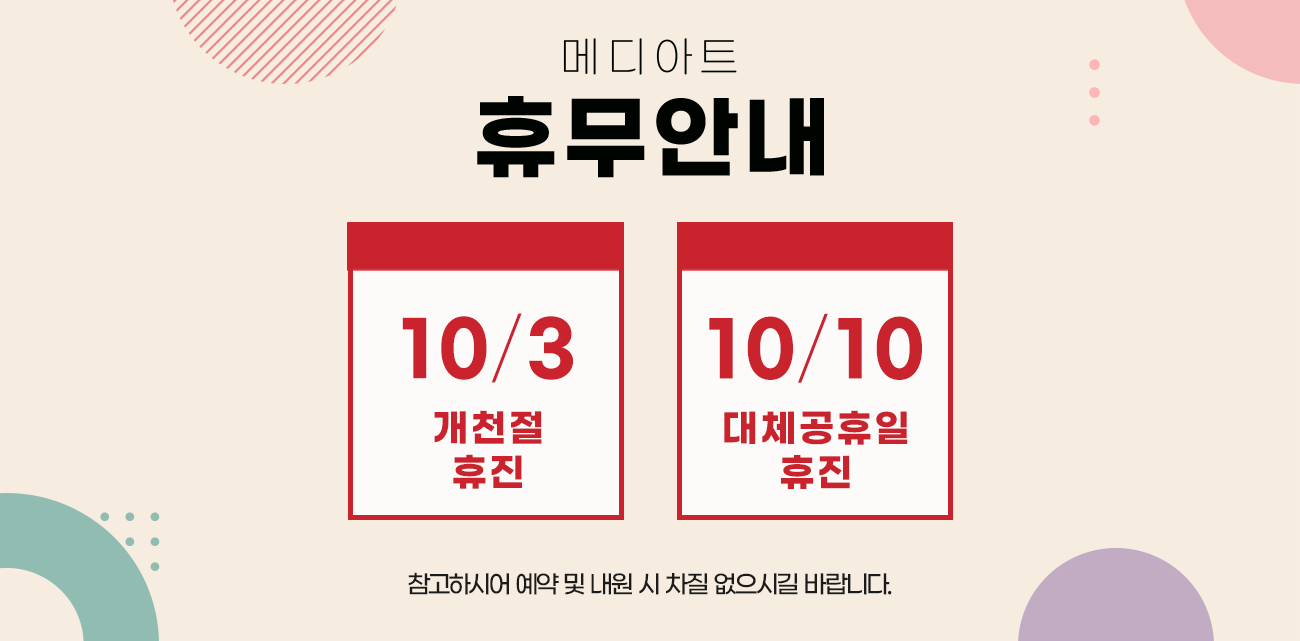 메디아트
휴무안내
10/3
개천절
휴진
10/10
대체공휴일
휴진
참고하시어 예약 및 내원 시 차질 없으시길 바랍니다.